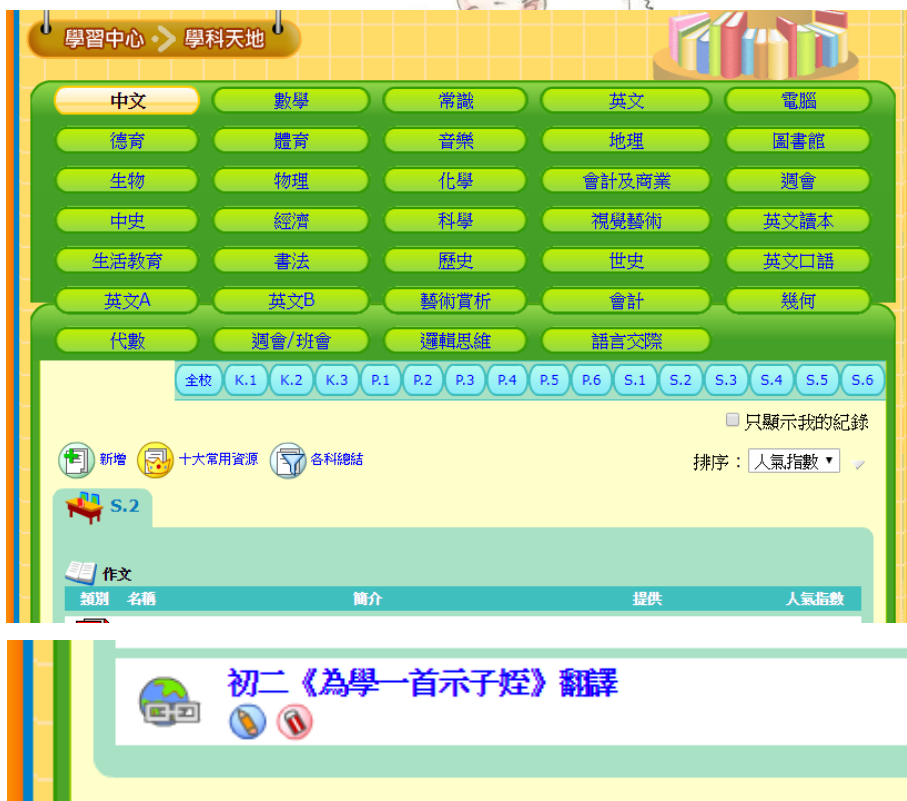 學習中心 學科天地
中文 數學 常識 英文 電腦
德育 體育 音樂 地理 圖書館
生物 物理 化學 會計及商業 週會
中史 經濟 科學 視覺藝術 英文讀本
生活教育 書法 歷史 世史 英文口語
英文A 英文B 藝術賞析 會計 幾何
代數 週會/班會 邏輯思維 語言交際
全校 K.1 K.2 K.3 P.1 P.2 P.3 P.4 P.5 P.6 S.1 S.2 S.3 S.4 S.5 S.6
只顯示我的紀錄
新增 十大常用資源 各科總結 排序： 人氣指數
S.2
作文
類別 名稱 簡介 提供 人氣指數
初二《為學一首示子姪》翻譯